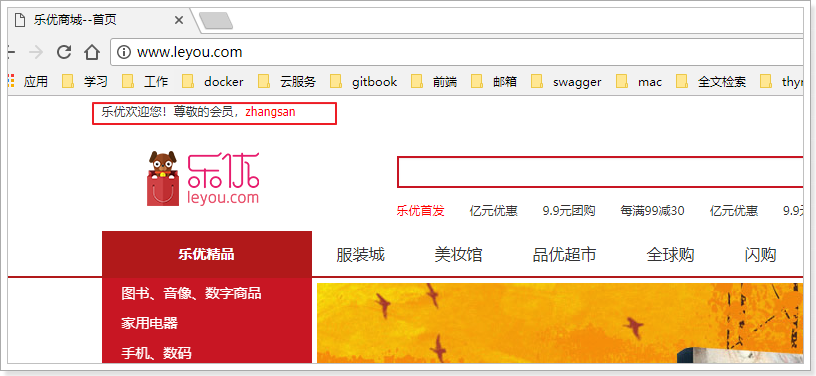 乐优商城--首页
www.leyou.com
应用 学习 工作 docker 云服务 gitbook 前端 邮箱 swagger mac 全文检索
乐优欢迎您！尊敬的会员，zhangsan
乐优
leyou.com
乐优首发 亿元优惠 9.9元团购 每满99减30 亿元优惠
乐优精品 服装城 美妆馆 品优超市 全球购 闪购
图书、音像、数字商品
家用电器
手机、数码